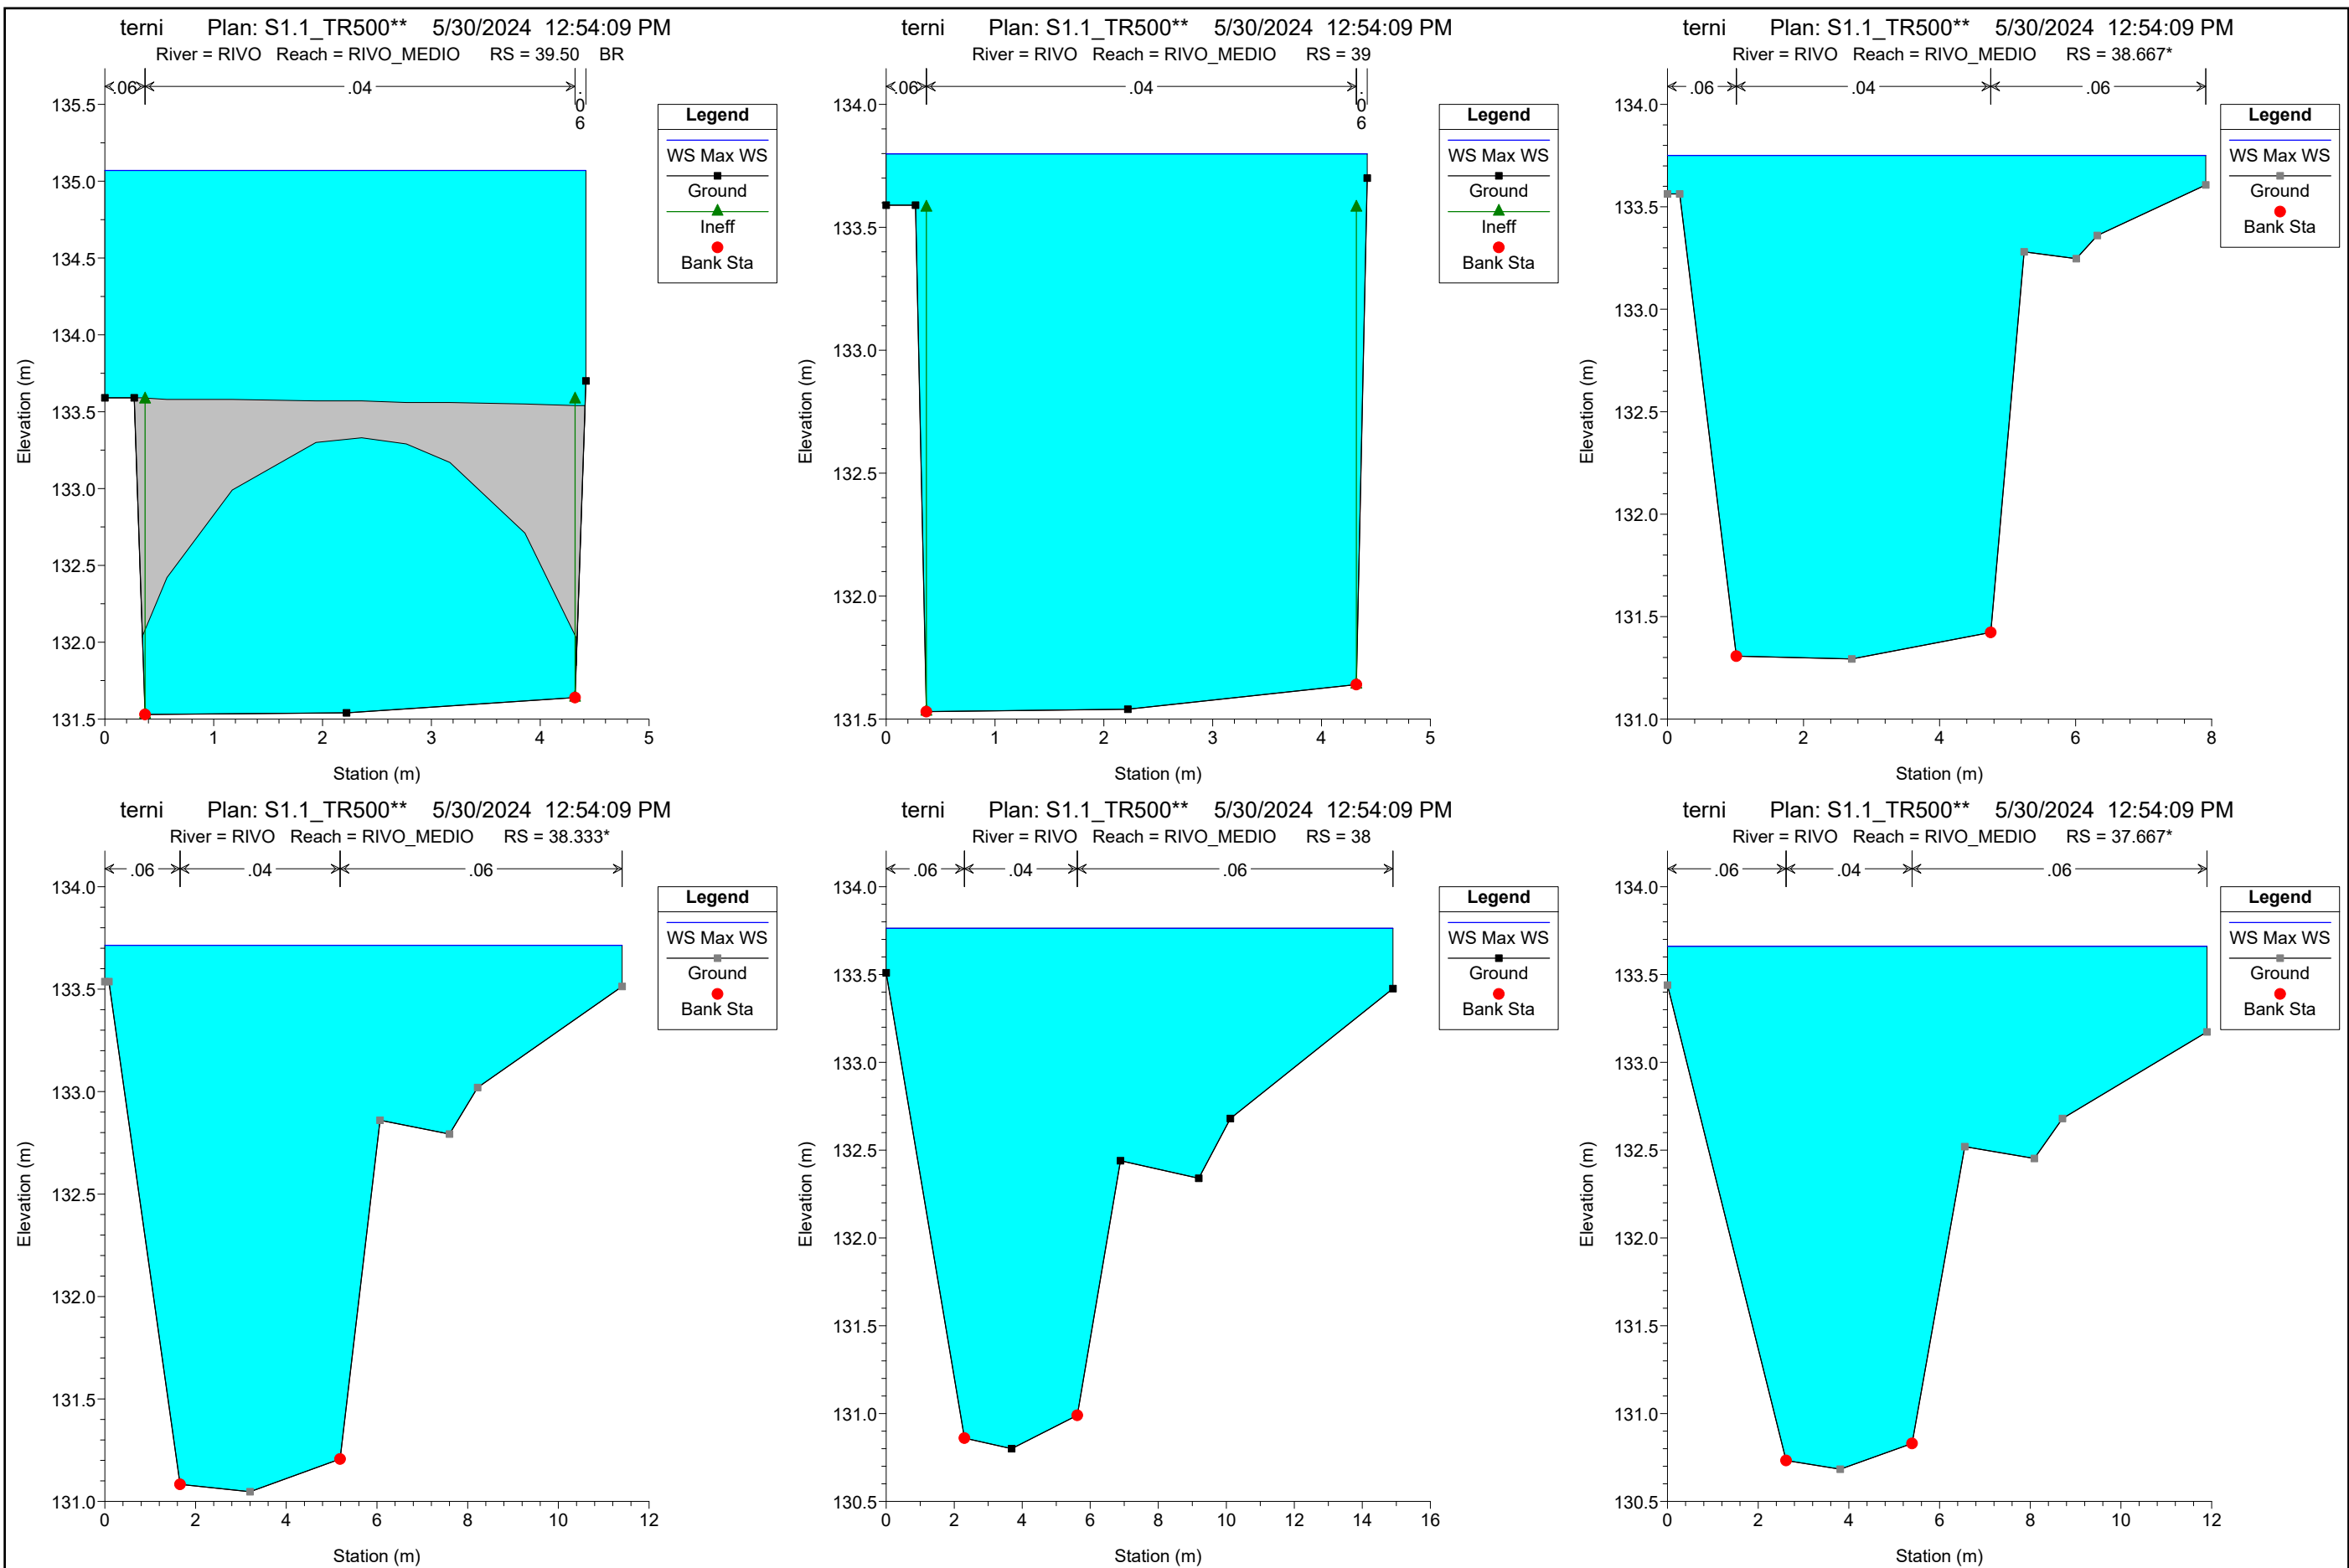 terni Plan: S1.1_TR500** 5/30/2024 12:54:09 PM
River = RIVO Reach = RIVO_MEDIO RS = 39.50 BR
.06 .04 .06
135.5
135.0
134.5
134.0
133.5
133.0
132.5
132.0
131.5
Elevation (m)
0 1 2 3 4 5
Station (m)
Legend
WS Max WS
Ground
Ineff
Bank Sta
terni Plan: S1.1_TR500** 5/30/2024 12:54:09 PM
River = RIVO Reach = RIVO_MEDIO RS = 39
.06 .04 .06
134.0
133.5
133.0
132.5
132.0
131.5
Elevation (m)
0 1 2 3 4 5
Station (m)
Legend
WS Max WS
Ground
Ineff
Bank Sta
terni Plan: S1.1_TR500** 5/30/2024 12:54:09 PM
River = RIVO Reach = RIVO_MEDIO RS = 38.667*
.06 .04 .06
134.0
133.5
133.0
132.5
132.0
131.5
131.0
Elevation (m)
0 2 4 6 8
Station (m)
Legend
WS Max WS
Ground
Bank Sta
terni Plan: S1.1_TR500** 5/30/2024 12:54:09 PM
River = RIVO Reach = RIVO_MEDIO RS = 38.333*
.06 .04 .06
134.0
133.5
133.0
132.5
132.0
131.5
131.0
Elevation (m)
0 2 4 6 8 10 12
Station (m)
Legend
WS Max WS
Ground
Bank Sta
terni Plan: S1.1_TR500** 5/30/2024 12:54:09 PM
River = RIVO Reach = RIVO_MEDIO RS = 38
.06 .04 .06
134.0
133.5
133.0
132.5
132.0
131.5
131.0
130.5
Elevation (m)
0 2 4 6 8 10 12 14 16
Station (m)
Legend
WS Max WS
Ground
Bank Sta
terni Plan: S1.1_TR500** 5/30/2024 12:54:09 PM
River = RIVO Reach = RIVO_MEDIO RS = 37.667*
.06 .04 .06
134.0
133.5
133.0
132.5
132.0
131.5
131.0
130.5
Elevation (m)
0 2 4 6 8 10 12
Station (m)
Legend
WS Max WS
Ground
Bank Sta